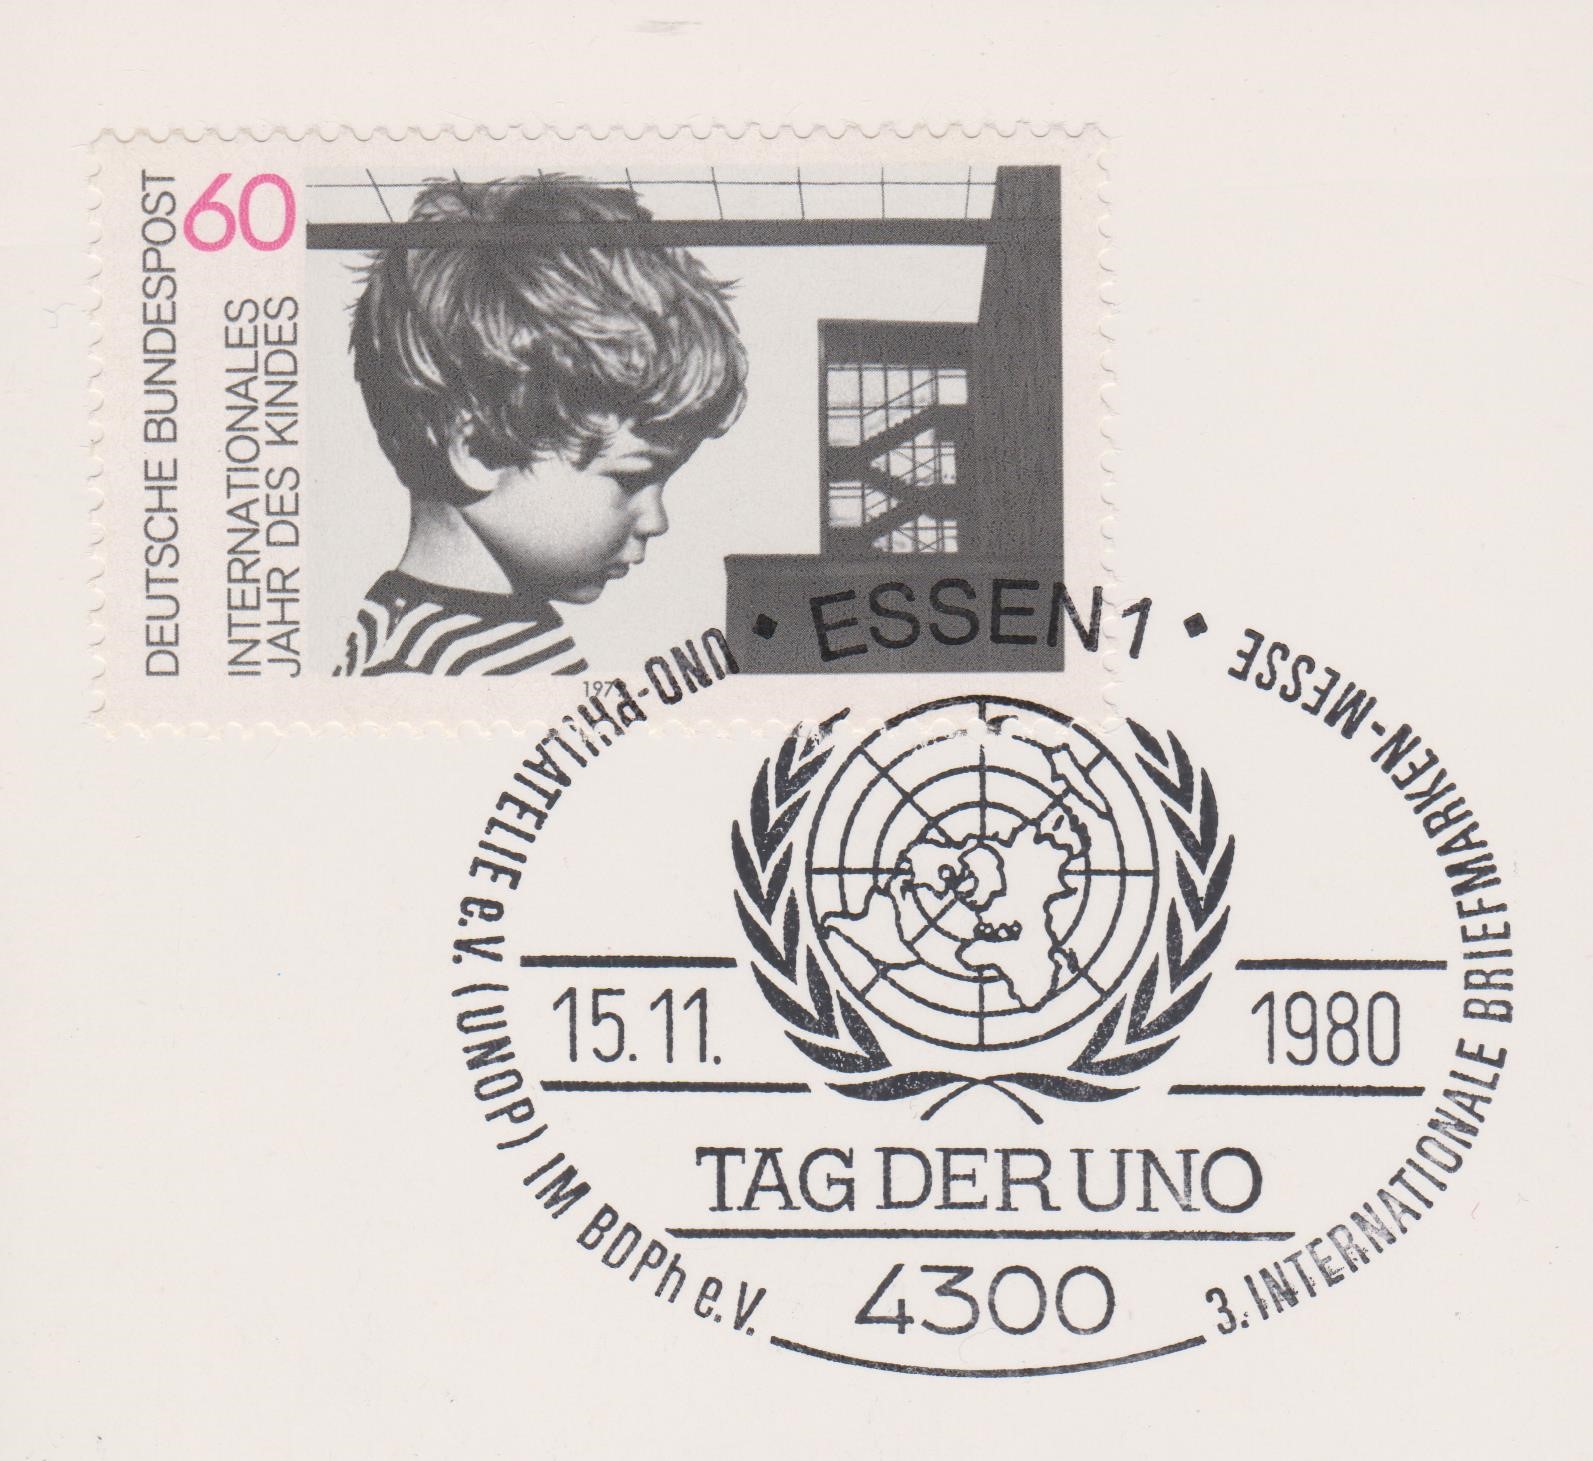 DEUTSCHE BUNDESPOST
60
INTERNATIONALES
JAHR DES KINDES
ESSEN 1
UNO-PHILATELIE e.V. (UNOP) IM BDPh e.V.
3. INTERNATIONALE BRIEFMARKEN-MESSE
15.11. 1980
TAG DER UNO
4300